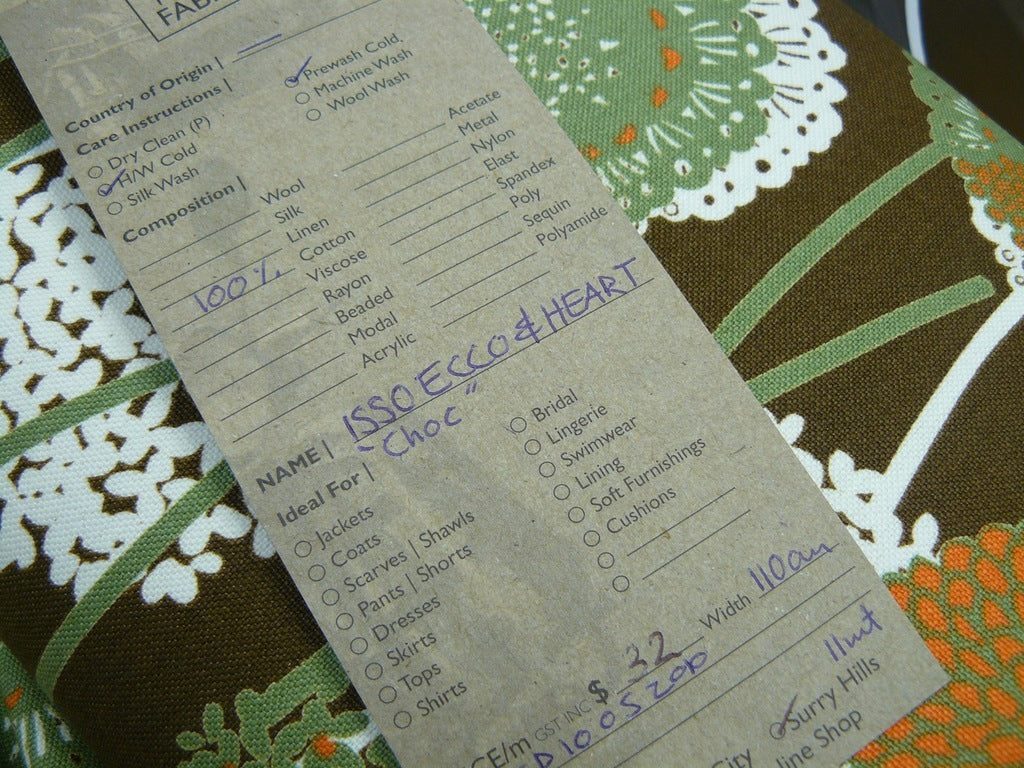 FAB
Country of Origin |
Care Instructions |
Dry Clean (P)
H/W Cold
Silk Wash
Prewash Cold,
Machine Wash
Wool Wash
Composition |
Wool
Silk
Linen
100% Cotton
Viscose
Rayon
Beaded
Modal
Acrylic
Acetate
Metal
Nylon
Elast
Spandex
Poly
Sequin
Polyamide
NAME | ISSO ECCO & HEART
"Choc"
Ideal For |
Jackets
Coats
Scarves | Shawls
Pants | Shorts
Dresses
Skirts
Tops
Shirts
Bridal
Lingerie
Swimwear
Lining
Soft Furnishings
Cushions
CE/m GST INC $ 32 Width 110cm
11mt
City
Surry Hills
line Shop